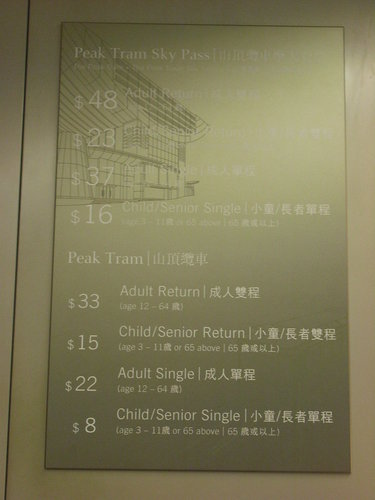 Peak Tram Sky Pass | 山頂纜車
$ 48 Adult Return | 成人雙程
$ 23 Child/Senior Return | 小童/長者雙程
$ 37 Adult Single | 成人單程
$ 16 Child/Senior Single | 小童/長者單程
(age 3 – 11歲 or 65 above | 65 歲或以上)
Peak Tram | 山頂纜車
$ 33 Adult Return | 成人雙程
(age 12 – 64 歲)
$ 15 Child/Senior Return | 小童/長者雙程
(age 3 – 11歲 or 65 above | 65 歲或以上)
$ 22 Adult Single | 成人單程
(age 12 – 64 歲)
$ 8 Child/Senior Single | 小童/長者單程
(age 3 – 11歲 or 65 above | 65 歲或以上)